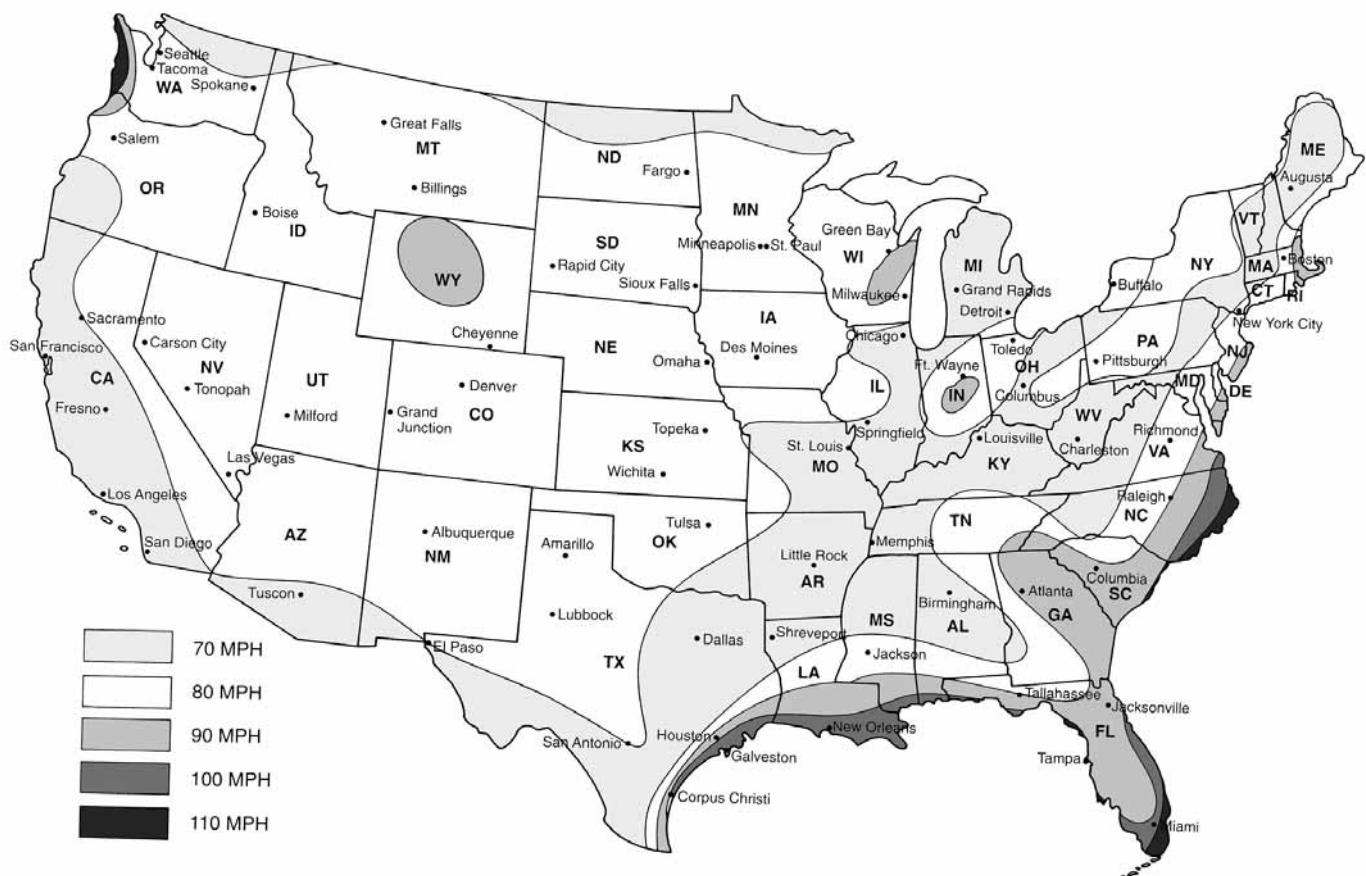 Seattle
Tacoma
WA
Spokane
Salem
OR
Boise
ID
Great Falls
MT
Billings
WY
Cheyenne
ND
Fargo
SD
Rapid City
Sioux Falls
MN
Minneapolis
St. Paul
Green Bay
WI
Milwaukee
MI
Grand Rapids
Detroit
ME
Augusta
VT
NY
Buffalo
MA
Boston
CT
RI
New York City
PA
Pittsburgh
NJ
MD
DE
Sacramento
San Francisco
CA
Fresno
Los Angeles
San Diego
Carson City
NV
Tonopah
Las Vegas
UT
Milford
Grand
Junction
Denver
CO
NE
Omaha
IA
Des Moines
Chicago
IL
Springfield
Ft. Wayne
IN
Toledo
OH
Columbus
WV
Charleston
Richmond
VA
Topeka
KS
Wichita
St. Louis
MO
Louisville
KY
Raleigh
NC
AZ
Tuscon
Albuquerque
NM
El Paso
Amarillo
Lubbock
TX
Dallas
San Antonio
Houston
Galveston
Corpus Christi
Tulsa
OK
Little Rock
AR
Memphis
TN
Shreveport
LA
New Orleans
MS
Jackson
Birmingham
AL
Atlanta
GA
Columbia
SC
Tallahassee
Jacksonville
FL
Tampa
Miami
70 MPH
80 MPH
90 MPH
100 MPH
110 MPH